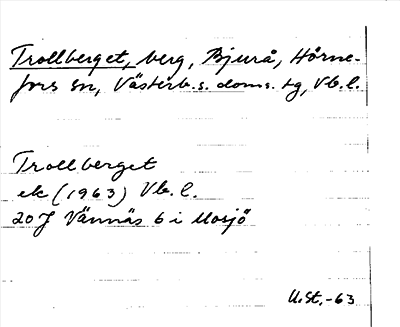 Trollberget, berg, Bjurå, Hörne-
fors sn, Västerb.s. doms. tg, Vb.l.
Trollberget
ek (1963) Vb.l.
20J Vännäs 6 i Mosjö
U.St.-63